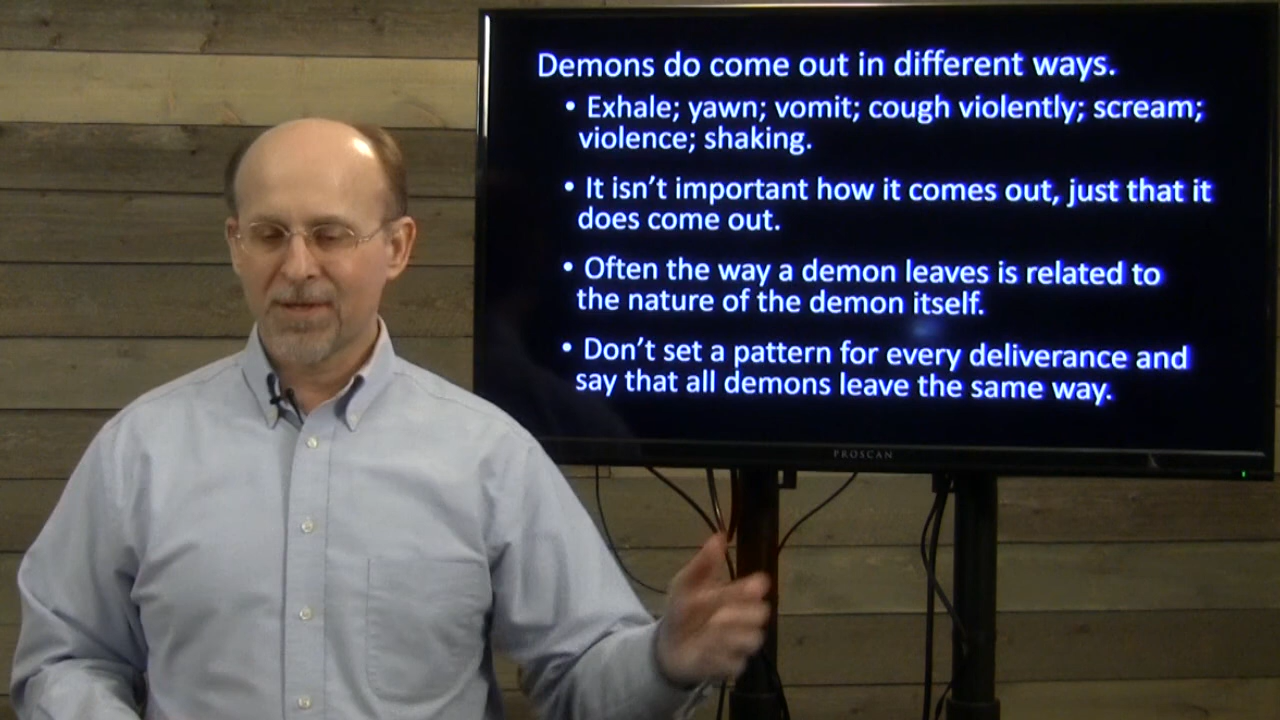 Demons do come out in different ways.
• Exhale; yawn; vomit; cough violently; scream;
violence; shaking.
• It isn't important how it comes out, just that it
does come out.
• Often the way a demon leaves is related to
the nature of the demon itself.
• Don't set a pattern for every deliverance and
say that all demons leave the same way.
PROSCAN